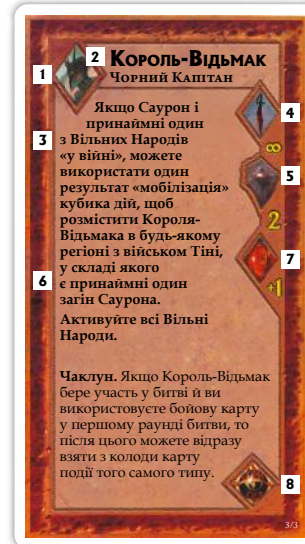 2
Король-Відьмак
1
Чорний Капітан
Якщо Саурон і
принаймні один
4
3
з Вільних Народів
«у війні», можете
∞
використати один
5
результат «мобілізація»
кубика дій, щоб
розмістити Короля-
2
Відьмака в будь-якому
регіоні з військом Тіні,
7
у складі якого
6
є принаймні один
+1
загін Саурона.
Активуйте всі Вільні
Народи.
Чаклун. Якщо Король-Відьмак
бере участь у битві й ви
використовуєте бойову карту
у першому раунді битви, то
після цього можете відразу
взяти з колоди карту
8
події того самого типу.
3/3